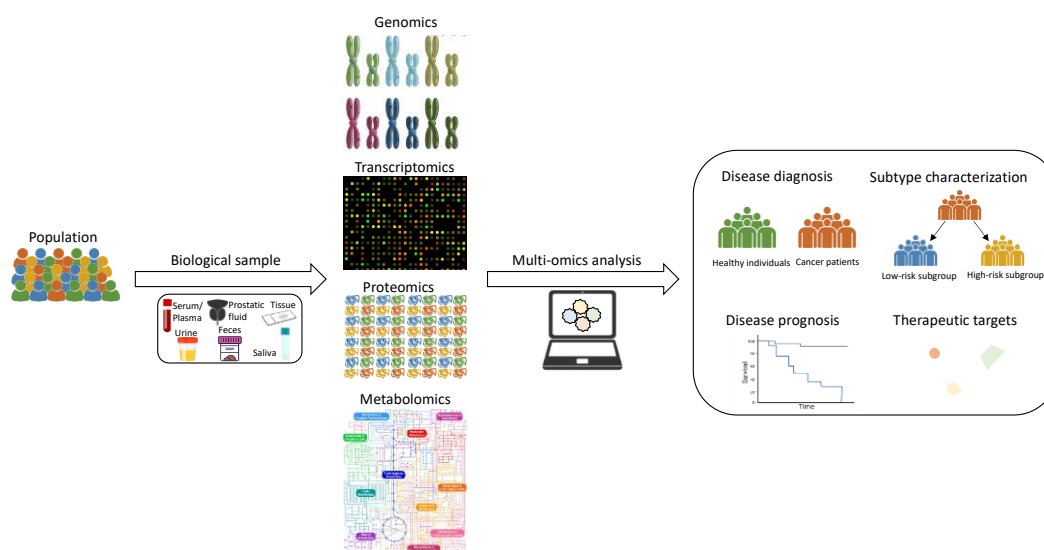 Genomics
Transcriptomics
Population
Biological sample
Serum/
Plasma
Prostatic
fluid
Tissue
Urine
Feces
Saliva
Proteomics
Metabolomics
Multi-omics analysis
Disease diagnosis
Healthy individuals
Cancer patients
Subtype characterization
Low-risk subgroup
High-risk subgroup
Disease prognosis
Survival
Time
Therapeutic targets